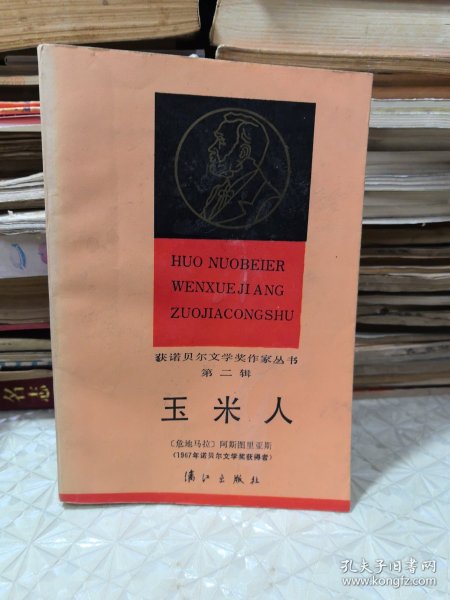 HUO NUOBEIER
WENXUEJIANG
ZUOJIACONGSHU
获诺贝尔文学奖作家丛书
第二辑
玉米人
〔危地马拉〕阿斯图里亚斯
(1967年诺贝尔文学奖获得者)
漓江出版社
名志
孔夫子旧书网
www.kongfz.com